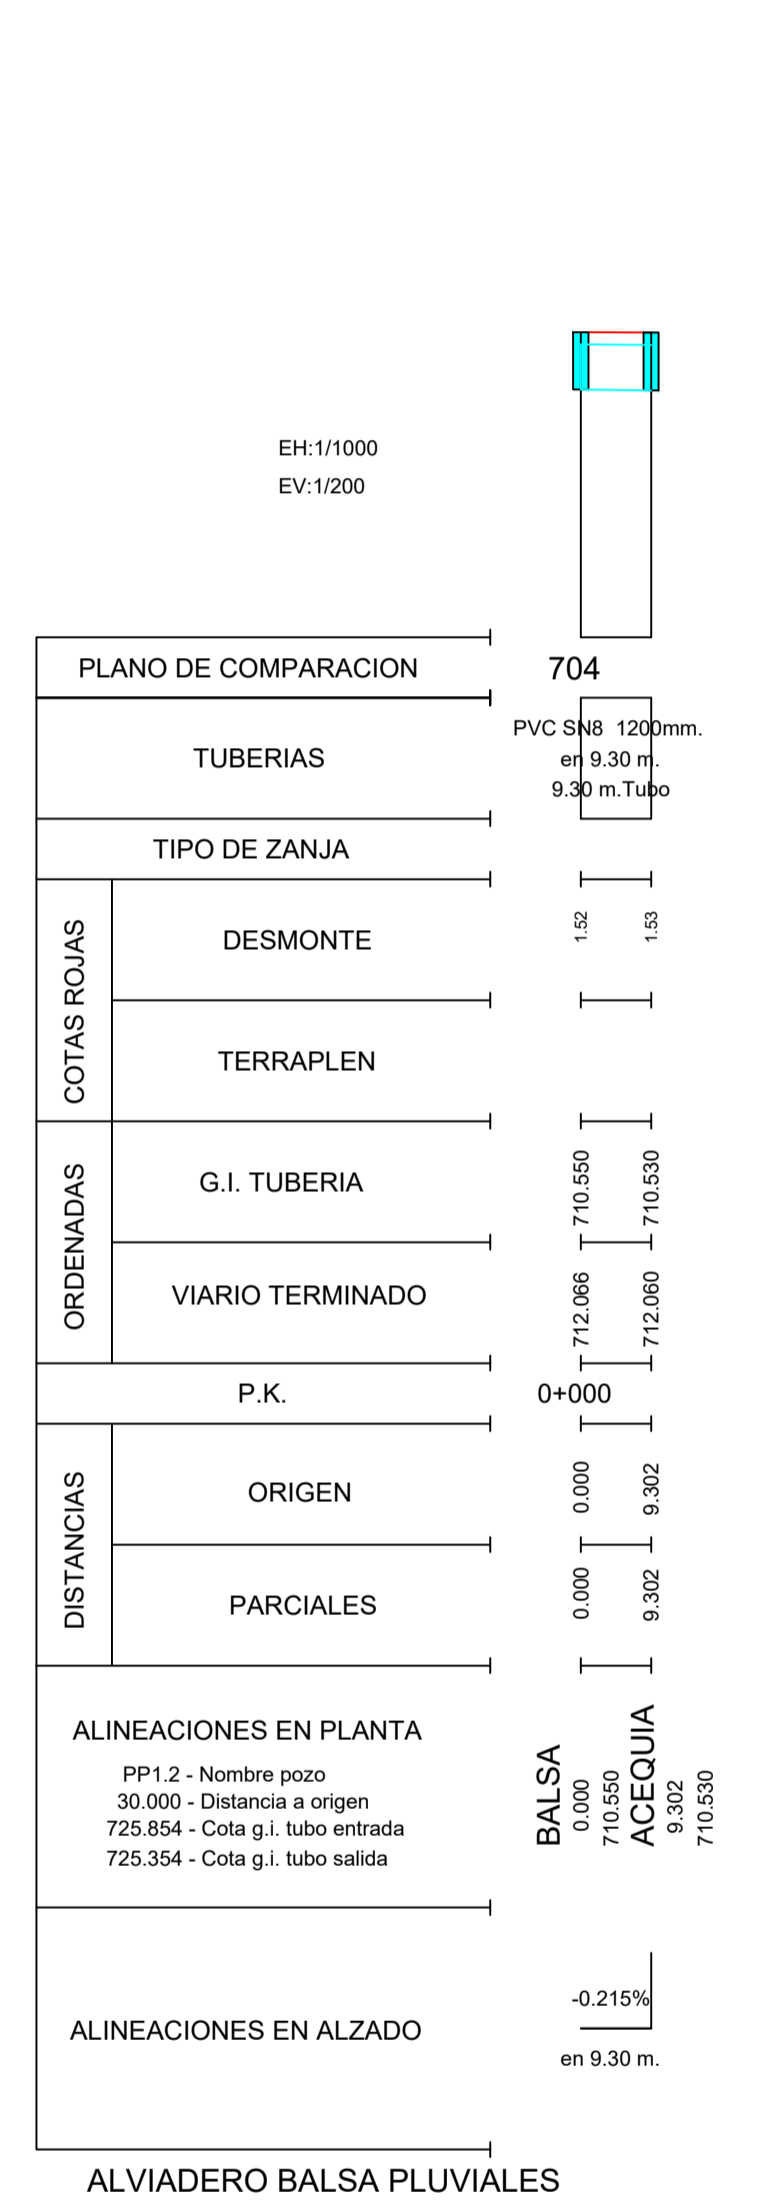 EH:1/1000
EV:1/200
PLANO DE COMPARACION
704
TUBERIAS
PVC SN8 1200mm.
en 9.30 m.
9.30 m.Tubo
TIPO DE ZANJA
COTAS ROJAS
DESMONTE
1.52
1.53
TERRAPLEN
ORDENADAS
G.I. TUBERIA
710.550
710.530
VIARIO TERMINADO
712.066
712.060
P.K.
0+000
DISTANCIAS
ORIGEN
0.000
9.302
PARCIALES
0.000
9.302
ALINEACIONES EN PLANTA
PP1.2 - Nombre pozo
30.000 - Distancia a origen
725.854 - Cota g.i. tubo entrada
725.354 - Cota g.i. tubo salida
BALSA
0.000
710.550
ACEQUIA
9.302
710.530
ALINEACIONES EN ALZADO
-0.215%
en 9.30 m.
ALVIADERO BALSA PLUVIALES